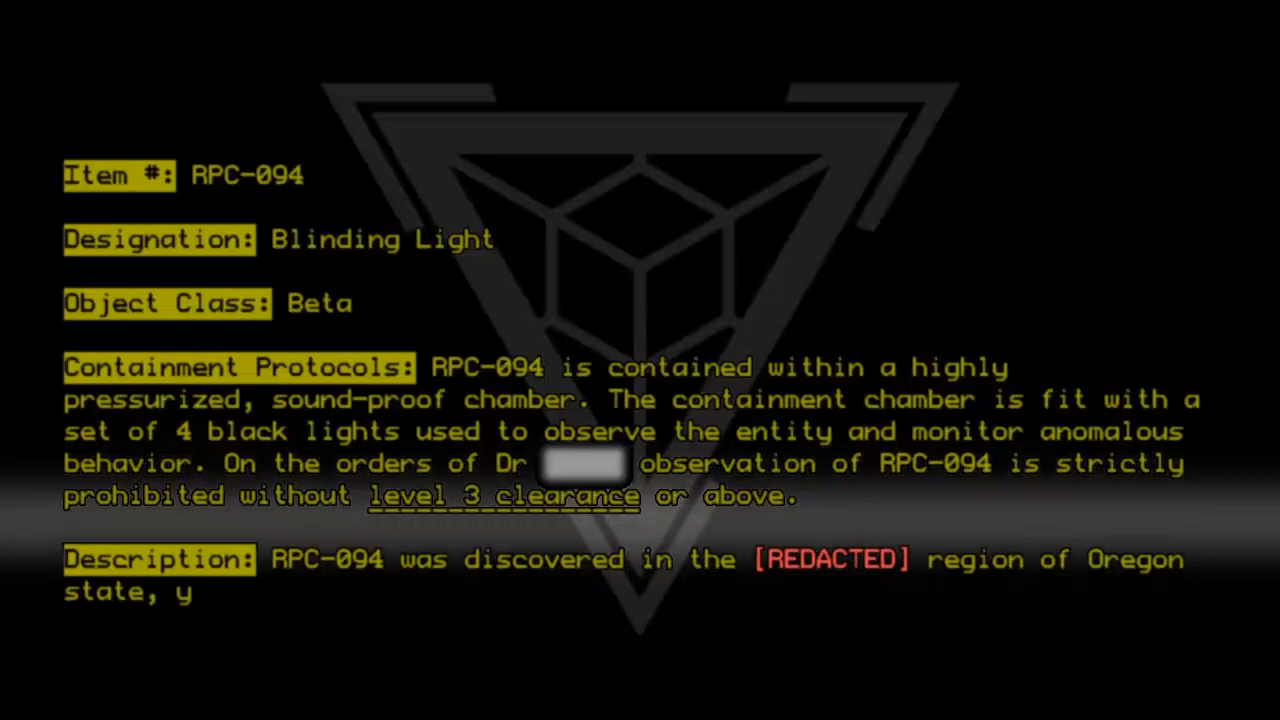 Item #: RPC-094
Designation: Blinding Light
Object Class: Beta
Containment Protocols: RPC-094 is contained within a highly
pressurized, sound-proof chamber. The containment chamber is fit with a
set of 4 black lights used to observe the entity and monitor anomalous
behavior. On the orders of Dr observation of RPC-094 is strictly
prohibited without level 3 clearance or above.
Description: RPC-094 was discovered in the [REDACTED] region of Oregon
state, y